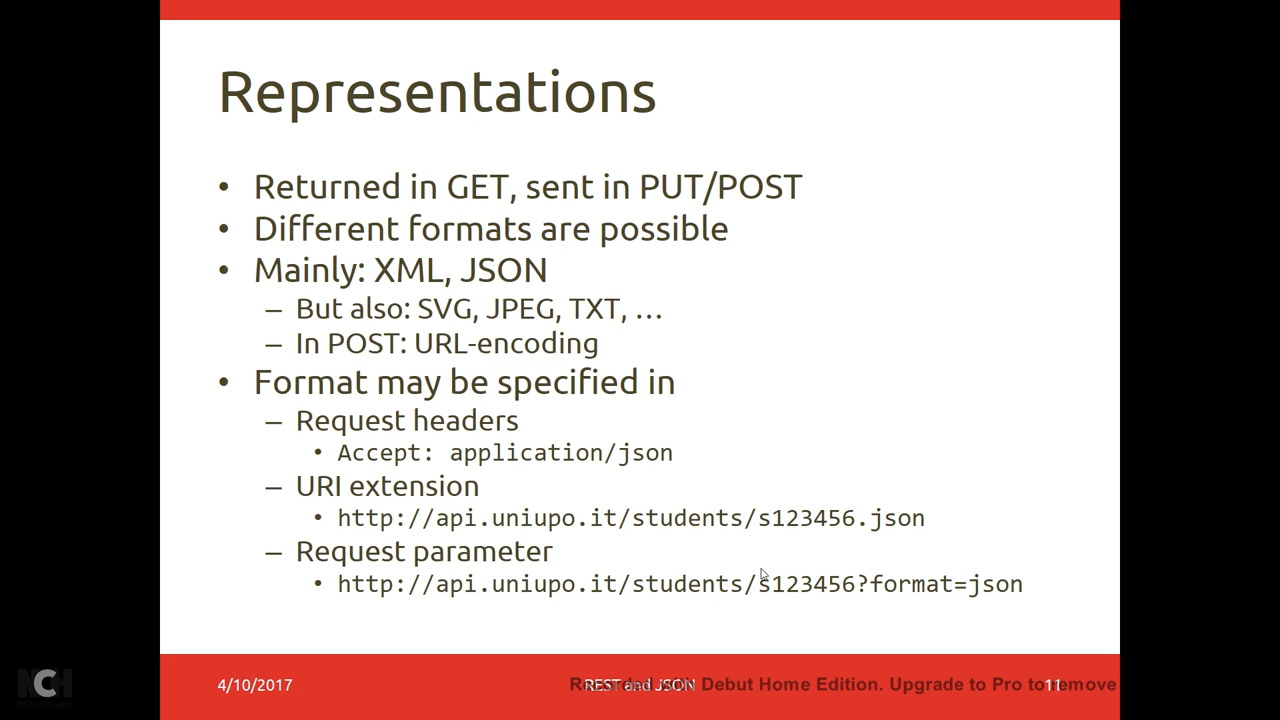 Representations
• Returned in GET, sent in PUT/POST
• Different formats are possible
• Mainly: XML, JSON
– But also: SVG, JPEG, TXT, …
– In POST: URL-encoding
• Format may be specified in
– Request headers
• Accept: application/json
– URI extension
• http://api.uniupo.it/students/s123456.json
– Request parameter
• http://api.uniupo.it/students/s123456?format=json
4/10/2017
REST and JSON
Debut Home Edition. Upgrade to Pro to remove
11
NCH
NCH Software